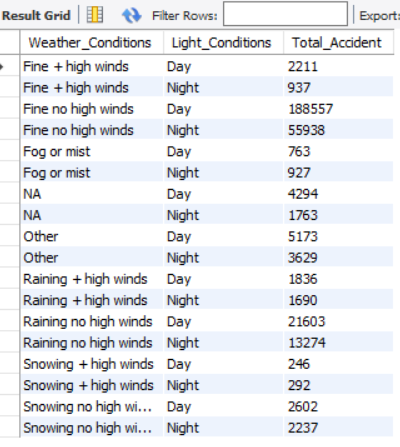 Result Grid Filter Rows: Export:
Weather_Conditions Light_Conditions Total_Accident
Fine + high winds Day 2211
Fine + high winds Night 937
Fine no high winds Day 188557
Fine no high winds Night 55938
Fog or mist Day 763
Fog or mist Night 927
NA Day 4294
NA Night 1763
Other Day 5173
Other Night 3629
Raining + high winds Day 1836
Raining + high winds Night 1690
Raining no high winds Day 21603
Raining no high winds Night 13274
Snowing + high winds Day 246
Snowing + high winds Night 292
Snowing no high wi... Day 2602
Snowing no high wi... Night 2237